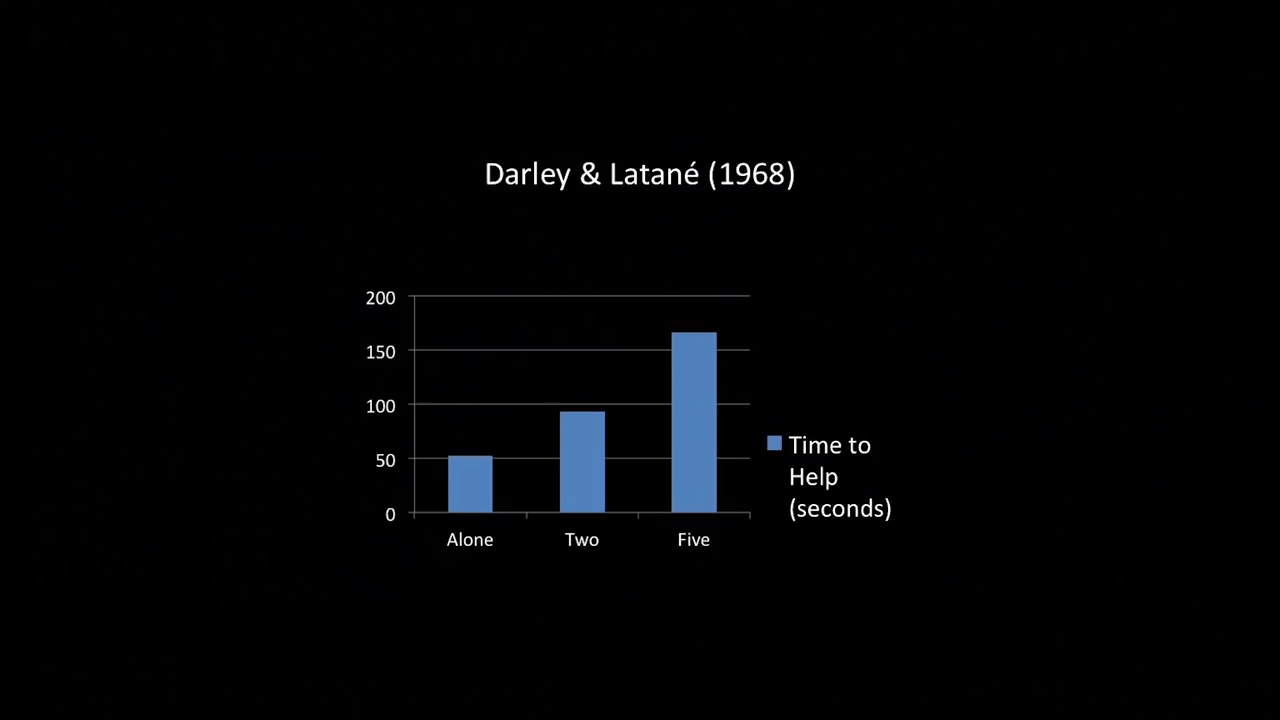 Darley & Latané (1968)
200
150
100
50
0
Alone Two Five
Time to
Help
(seconds)